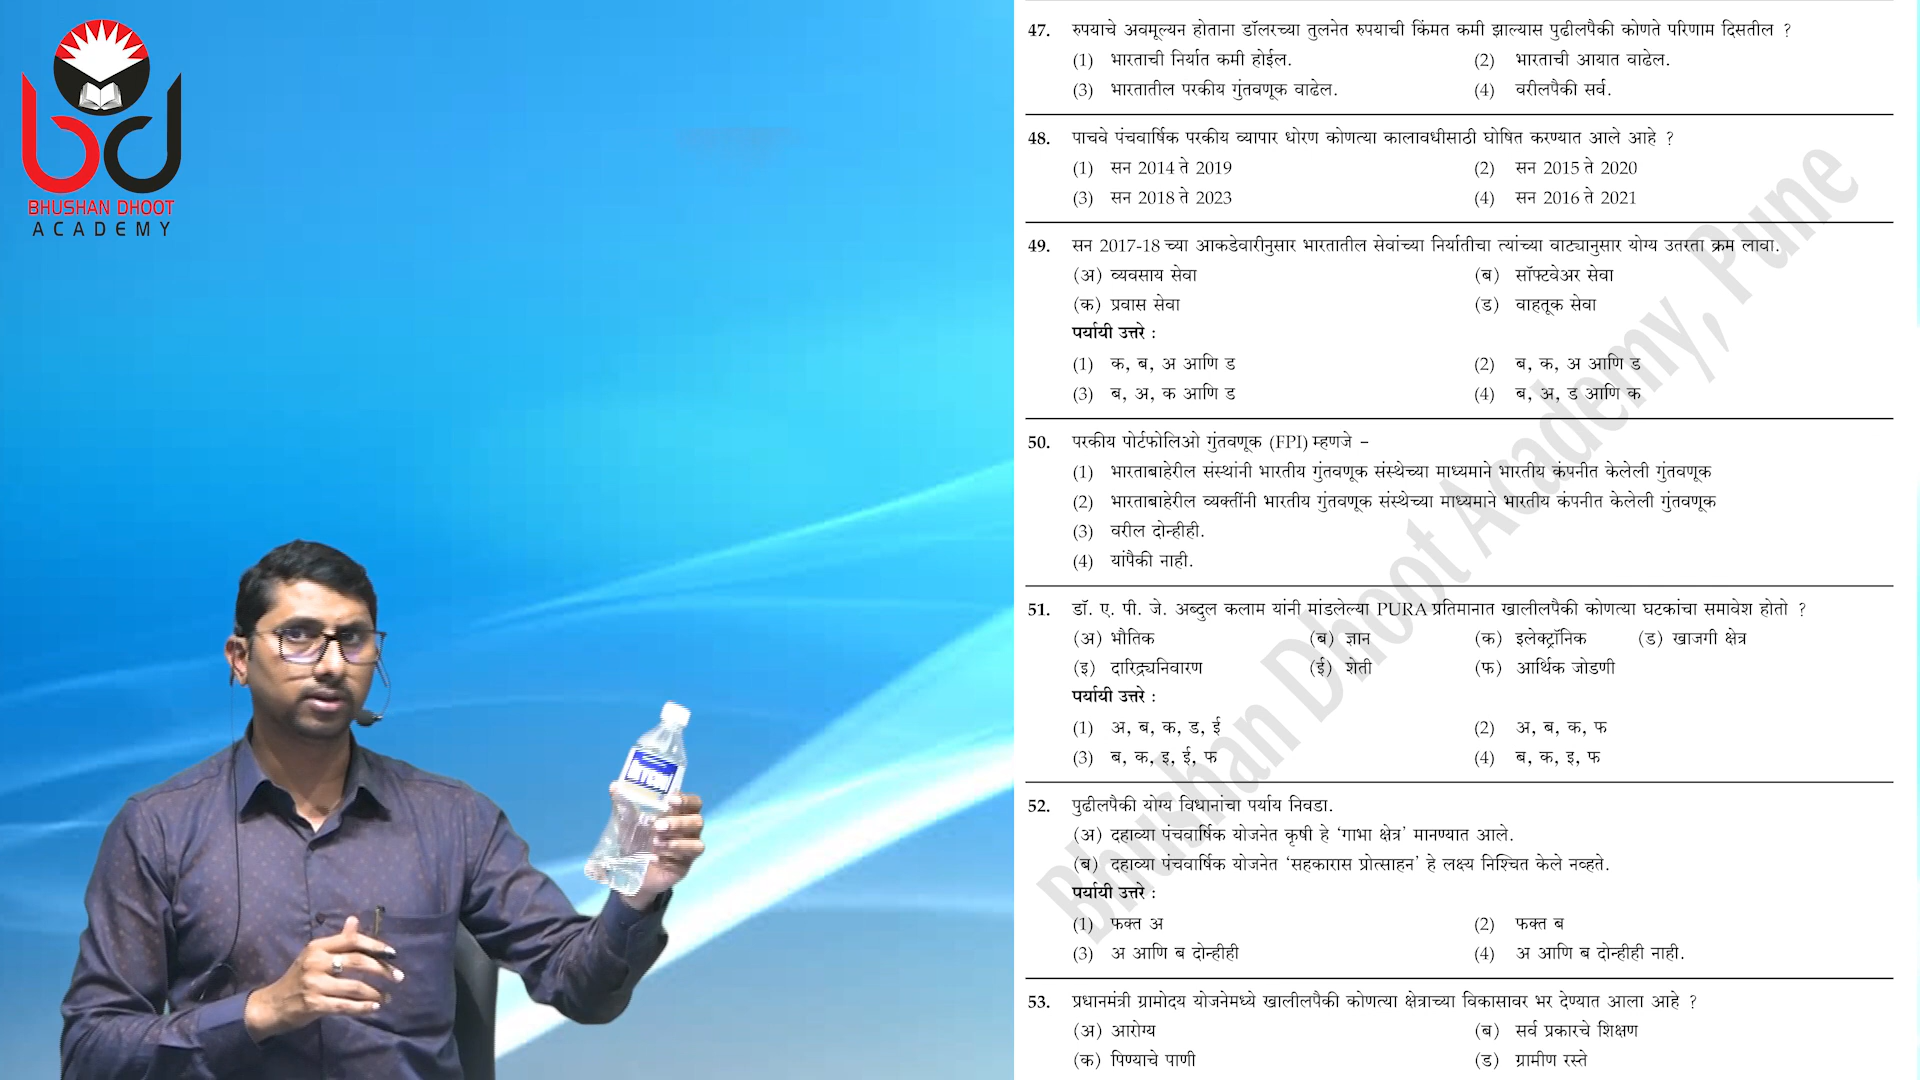 BHUSHAN DHOOT
ACADEMY
47. रुपयाचे अवमूल्यन होताना डॉलरच्या तुलनेत रुपयाची किंमत कमी झाल्यास पुढीलपैकी कोणते परिणाम दिसतील ?
(1) भारताची निर्यात कमी होईल. (2) भारताची आयात वाढेल.
(3) भारतातील परकीय गुंतवणूक वाढेल. (4) वरीलपैकी सर्व.
48. पाचवे पंचवार्षिक परकीय व्यापार धोरण कोणत्या कालावधीसाठी घोषित करण्यात आले आहे ?
(1) सन 2014 ते 2019 (2) सन 2015 ते 2020
(3) सन 2018 ते 2023 (4) सन 2016 ते 2021
49. सन 2017-18 च्या आकडेवारीनुसार भारतातील सेवांच्या निर्यातीचा त्यांच्या वाट्यानुसार योग्य उतरता क्रम लावा.
(अ) व्यवसाय सेवा (ब) सॉफ्टवेअर सेवा
(क) प्रवास सेवा (ड) वाहतूक सेवा
पर्यायी उत्तरे :
(1) क, ब, अ आणि ड (2) ब, क, अ आणि ड
(3) ब, अ, क आणि ड (4) ब, अ, ड आणि क
50. परकीय पोर्टफोलिओ गुंतवणूक (FPI) म्हणजे –
(1) भारताबाहेरील संस्थांनी भारतीय गुंतवणूक संस्थेच्या माध्यमाने भारतीय कंपनीत केलेली गुंतवणूक
(2) भारताबाहेरील व्यक्तींनी भारतीय गुंतवणूक संस्थेच्या माध्यमाने भारतीय कंपनीत केलेली गुंतवणूक
(3) वरील दोन्हीही.
(4) यांपैकी नाही.
51. डॉ. ए. पी. जे. अब्दुल कलाम यांनी मांडलेल्या PURA प्रतिमानात खालीलपैकी कोणत्या घटकांचा समावेश होतो ?
(अ) भौतिक (ब) ज्ञान (क) इलेक्ट्रॉनिक (ड) खाजगी क्षेत्र
(इ) दारिद्र्यनिवारण (ई) शेती (फ) आर्थिक जोडणी
पर्यायी उत्तरे :
(1) अ, ब, क, ड, ई (2) अ, ब, क, फ
(3) ब, क, इ, ई, फ (4) ब, क, इ, फ
52. पुढीलपैकी योग्य विधानांचा पर्याय निवडा.
(अ) दहाव्या पंचवार्षिक योजनेत कृषी हे ‘गाभा क्षेत्र’ मानण्यात आले.
(ब) दहाव्या पंचवार्षिक योजनेत ‘सहकारास प्रोत्साहन’ हे लक्ष्य निश्चित केले नव्हते.
पर्यायी उत्तरे :
(1) फक्त अ (2) फक्त ब
(3) अ आणि ब दोन्हीही (4) अ आणि ब दोन्हीही नाही.
53. प्रधानमंत्री ग्रामोदय योजनेमध्ये खालीलपैकी कोणत्या क्षेत्राच्या विकासावर भर देण्यात आला आहे ?
(अ) आरोग्य (ब) सर्व प्रकारचे शिक्षण
(क) पिण्याचे पाणी (ड) ग्रामीण रस्ते
Bhushan Dhoot Academy, Pune